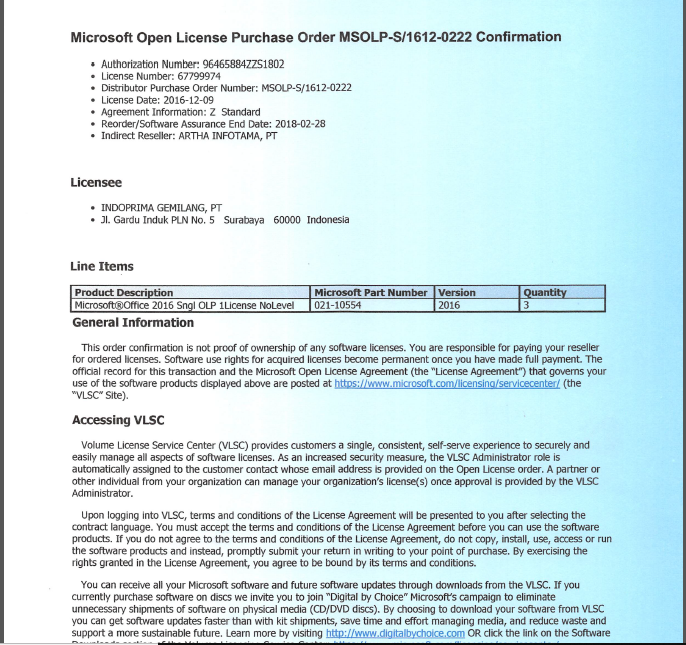 Microsoft Open License Purchase Order MSOLP-S/1612-0222 Confirmation
• Authorization Number: 96465884ZZS1802
• License Number: 67799974
• Distributor Purchase Order Number: MSOLP-S/1612-0222
• License Date: 2016-12-09
• Agreement Information: Z Standard
• Reorder/Software Assurance End Date: 2018-02-28
• Indirect Reseller: ARTHA INFOTAMA, PT
Licensee
• INDOPRIMA GEMILANG, PT
• Jl. Gardu Induk PLN No. 5 Surabaya 60000 Indonesia
Line Items
Product Description Microsoft Part Number Version Quantity
Microsoft®Office 2016 Sngl OLP 1License NoLevel 021-10554 2016 3
General Information
This order confirmation is not proof of ownership of any software licenses. You are responsible for paying your reseller
for ordered licenses. Software use rights for acquired licenses become permanent once you have made full payment. The
official record for this transaction and the Microsoft Open License Agreement (the "License Agreement") that governs your
use of the software products displayed above are posted at https://www.microsoft.com/licensing/servicecenter/ (the
"VLSC" Site).
Accessing VLSC
Volume License Service Center (VLSC) provides customers a single, consistent, self-serve experience to securely and
easily manage all aspects of software licenses. As an increased security measure, the VLSC Administrator role is
automatically assigned to the customer contact whose email address is provided on the Open License order. A partner or
other individual from your organization can manage your organization's license(s) once approval is provided by the VLSC
Administrator.
Upon logging into VLSC, terms and conditions of the License Agreement will be presented to you after selecting the
contract language. You must accept the terms and conditions of the License Agreement before you can use the software
products. If you do not agree to the terms and conditions of the License Agreement, do not copy, install, use, access or run
the software products and instead, promptly submit your return in writing to your point of purchase. By exercising the
rights granted in the License Agreement, you agree to be bound by its terms and conditions.
You can receive all your Microsoft software and future software updates through downloads from the VLSC. If you
currently purchase software on discs we invite you to join "Digital by Choice" Microsoft's campaign to eliminate
unnecessary shipments of software on physical media (CD/DVD discs). By choosing to download your software from VLSC
you can get software updates faster than with kit shipments, save time and effort managing media, and reduce waste and
support a more sustainable future. Learn more by visiting http://www.digitalbychoice.com OR click the link on the Software